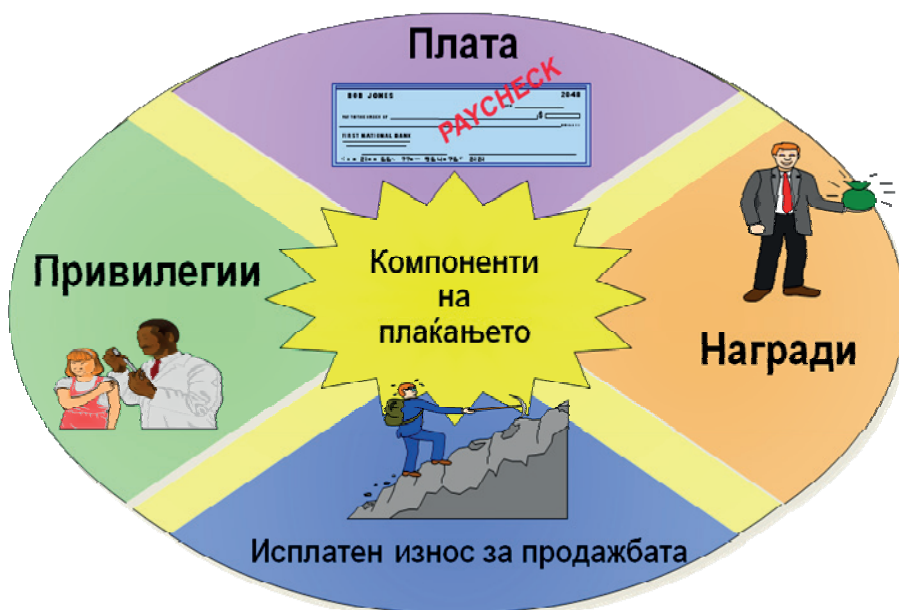 Плата
PAYCHECK
BOB JONES 2048
FIRST NATIONAL BANK
Привилегии
Компоненти
на
плаќањето
Награди
Исплатен износ за продажбата